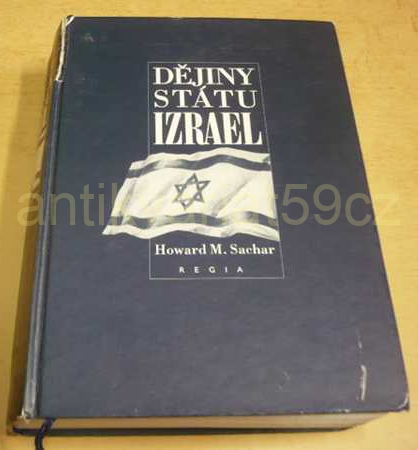 DĚJINY
STÁTU
IZRAEL
Howard M. Sachar
REGIA